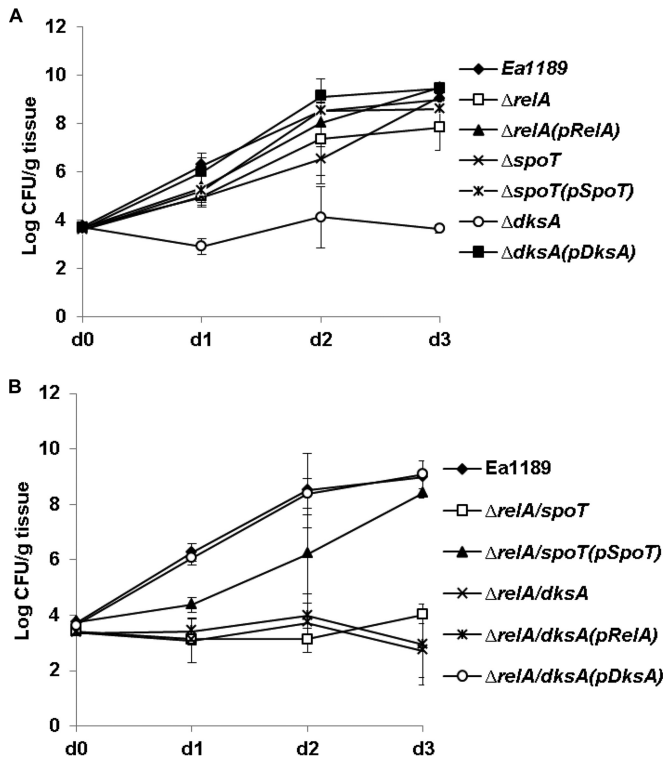 A
12
10
8
6
4
2
0
Log CFU/g tissue
d0 d1 d2 d3
Ea1189
ΔrelA
ΔrelA(pRelA)
ΔspoT
ΔspoT(pSpoT)
ΔdksA
ΔdksA(pDksA)
B
12
10
8
6
4
2
0
Log CFU/g tissue
d0 d1 d2 d3
Ea1189
ΔrelA/spoT
ΔrelA/spoT(pSpoT)
ΔrelA/dksA
ΔrelA/dksA(pRelA)
ΔrelA/dksA(pDksA)